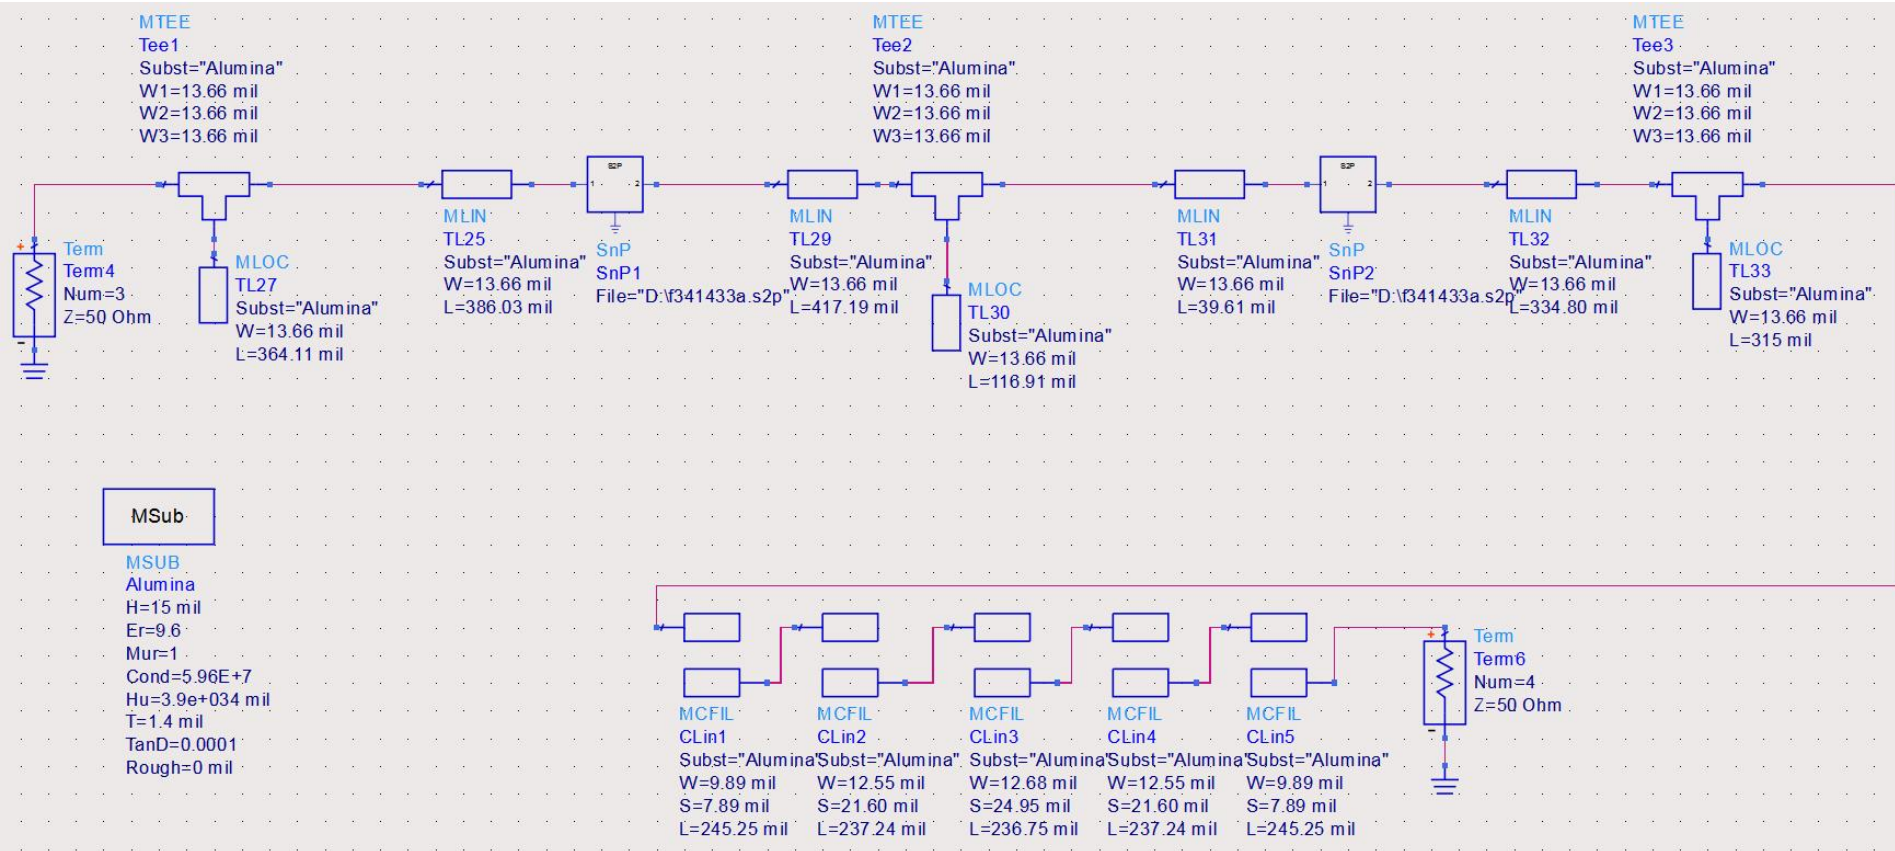 MTEE
Tee1
Subst="Alumina"
W1=13.66 mil
W2=13.66 mil
W3=13.66 mil
MTEE
Tee2
Subst="Alumina"
W1=13.66 mil
W2=13.66 mil
W3=13.66 mil
MTEE
Tee3
Subst="Alumina"
W1=13.66 mil
W2=13.66 mil
W3=13.66 mil
Term
Term4
Num=3
Z=50 Ohm
MLOC
TL27
Subst="Alumina"
W=13.66 mil
L=364.11 mil
MLIN
TL25
Subst="Alumina"
W=13.66 mil
L=386.03 mil
S2P
1
2
SnP
SnP1
File="D:\f341433a.s2p"
MLIN
TL29
Subst="Alumina"
W=13.66 mil
L=417.19 mil
MLOC
TL30
Subst="Alumina"
W=13.66 mil
L=116.91 mil
MLIN
TL31
Subst="Alumina"
W=13.66 mil
L=39.61 mil
S2P
1
2
SnP
SnP2
File="D:\f341433a.s2p"
MLIN
TL32
Subst="Alumina"
W=13.66 mil
L=334.80 mil
MLOC
TL33
Subst="Alumina"
W=13.66 mil
L=315 mil
MSub
MSUB
Alumina
H=15 mil
Er=9.6
Mur=1
Cond=5.96E+7
Hu=3.9e+034 mil
T=1.4 mil
TanD=0.0001
Rough=0 mil
MCFIL
CLin1
Subst="Alumina"
W=9.89 mil
S=7.89 mil
L=245.25 mil
MCFIL
CLin2
Subst="Alumina"
W=12.55 mil
S=21.60 mil
L=237.24 mil
MCFIL
CLin3
Subst="Alumina"
W=12.68 mil
S=24.95 mil
L=236.75 mil
MCFIL
CLin4
Subst="Alumina"
W=12.55 mil
S=21.60 mil
L=237.24 mil
MCFIL
CLin5
Subst="Alumina"
W=9.89 mil
S=7.89 mil
L=245.25 mil
Term
Term6
Num=4
Z=50 Ohm